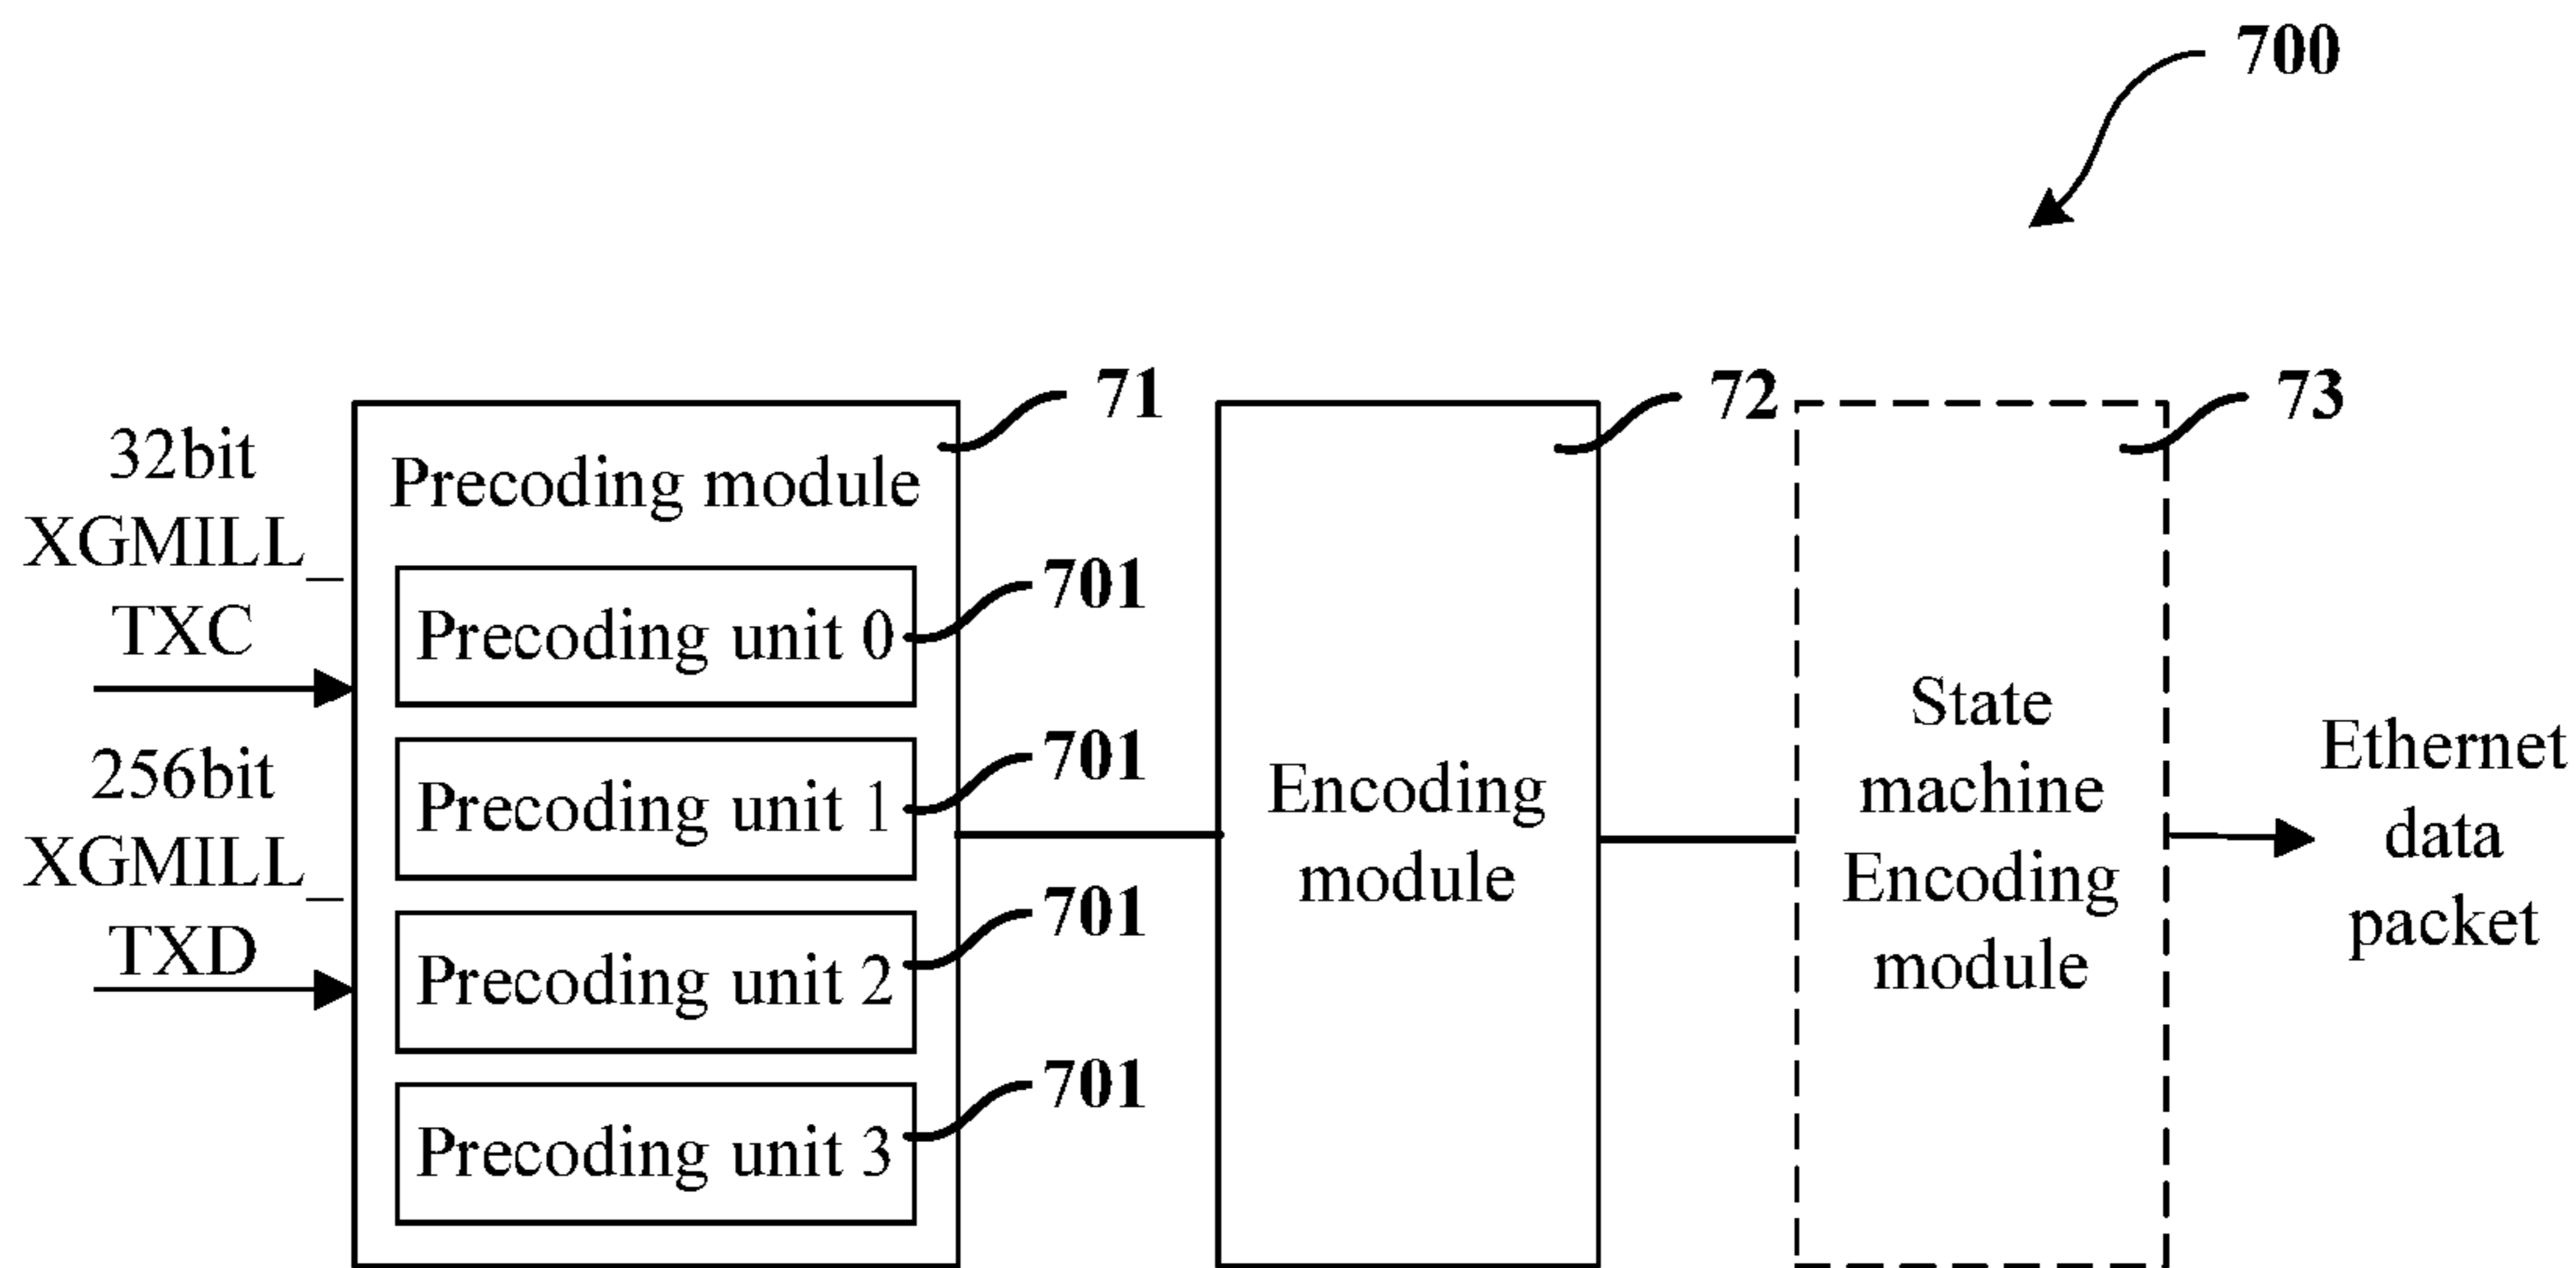 700
71
72
73
32bit
XGMILL_
TXC
256bit
XGMILL_
TXD
Precoding module
Precoding unit 0
701
Precoding unit 1
701
Precoding unit 2
701
Precoding unit 3
701
Encoding
module
State
machine
Encoding
module
Ethernet
data
packet